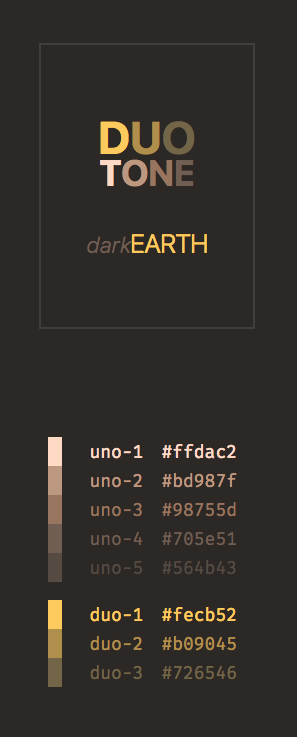 DUO
TONE
darkEARTH
uno-1 #ffdac2
uno-2 #bd987f
uno-3 #98755d
uno-4 #705e51
uno-5 #564b43
duo-1 #fecb52
duo-2 #b09045
duo-3 #726546